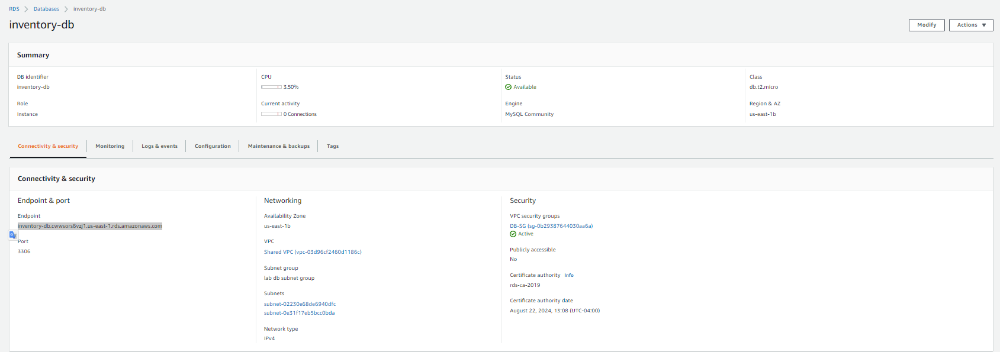 RDS > Databases > inventory-db
inventory-db
Modify
Actions ▼
Summary
DB identifier
inventory-db
CPU
3.50%
Status
Available
Class
db.t2.micro
Role
Instance
Current activity
0 Connections
Engine
MySQL Community
Region & AZ
us-east-1b
Connectivity & security
Monitoring
Logs & events
Configuration
Maintenance & backups
Tags
Connectivity & security
Endpoint & port
Endpoint
inventory-db.cwwsors6vzj1.us-east-1.rds.amazonaws.com
Port
3306
Networking
Availability Zone
us-east-1b
VPC
Shared VPC (vpc-03d96cf2460d1186c)
Subnet group
lab db subnet group
Subnets
subnet-02230e68de6940dfc
subnet-0e31f17eb5bcc0bda
Network type
IPv4
Security
VPC security groups
DB-SG (sg-0b29387644030aa6a)
Active
Publicly accessible
No
Certificate authority Info
rds-ca-2019
Certificate authority date
August 22, 2024, 13:08 (UTC-04:00)